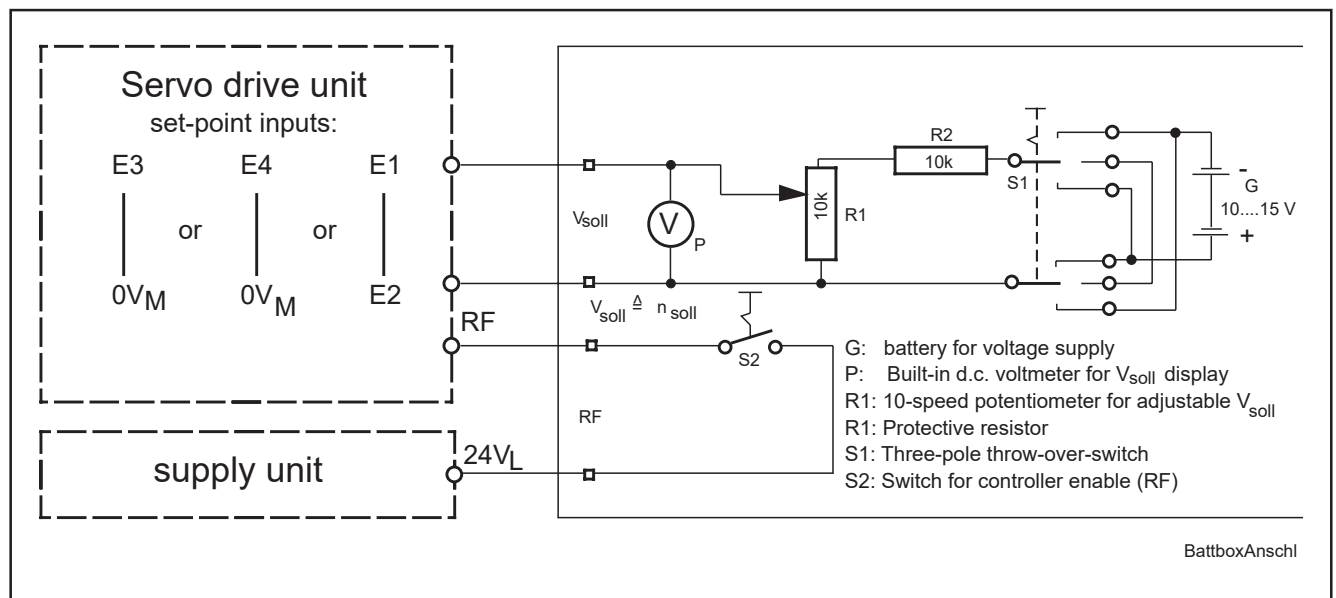 Servo drive unit
set-point inputs:
E3 E4 E1
or or
0VM 0VM E2
RF
24VL
supply unit
Vsoll
V
P
Vsoll ≙ nsoll
S2
RF
10k
R1
R2
10k
S1
-
G
10....15 V
+
G: battery for voltage supply
P: Built-in d.c. voltmeter for Vsoll display
R1: 10-speed potentiometer for adjustable Vsoll
R1: Protective resistor
S1: Three-pole throw-over-switch
S2: Switch for controller enable (RF)
BattboxAnschl